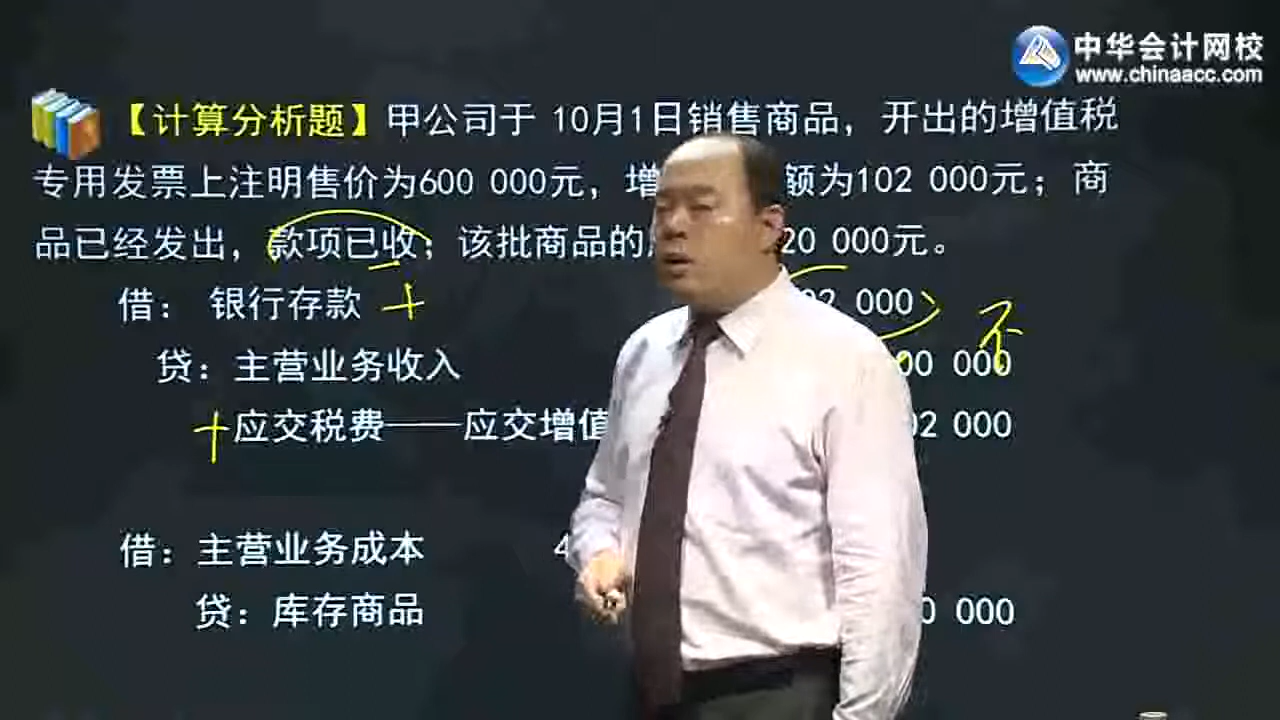 中华会计网校
www.chinaacc.com
【计算分析题】甲公司于 10月1日销售商品，开出的增值税
专用发票上注明售价为600 000元，增 额为102 000元；商
品已经发出，款项已收；该批商品的 20 000元。
借： 银行存款 + 02 000
不
贷：主营业务收入 00 000
+应交税费——应交增值 02 000
借：主营业务成本 4
贷：库存商品 0 000